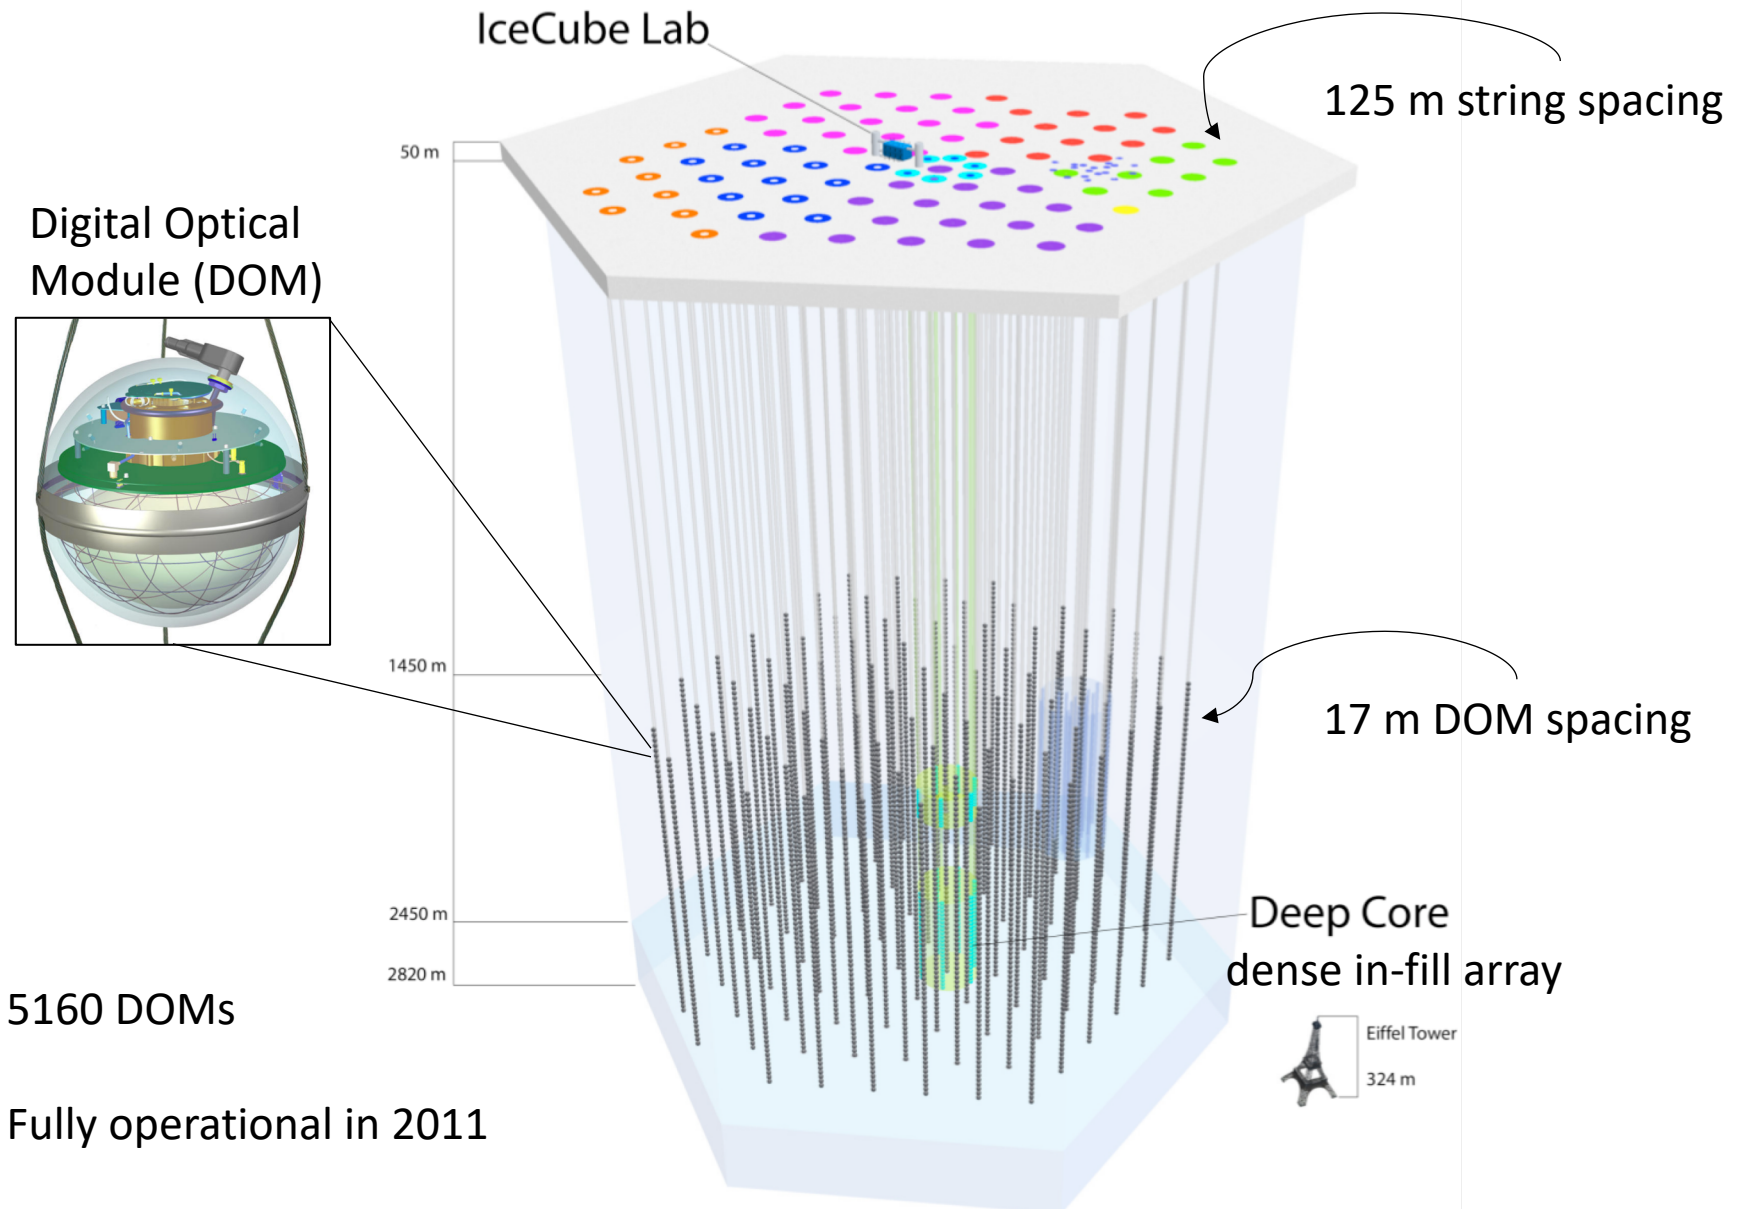 IceCube Lab
125 m string spacing
50 m
Digital Optical
Module (DOM)
1450 m
17 m DOM spacing
2450 m
Deep Core
dense in-fill array
2820 m
5160 DOMs
Eiffel Tower
324 m
Fully operational in 2011